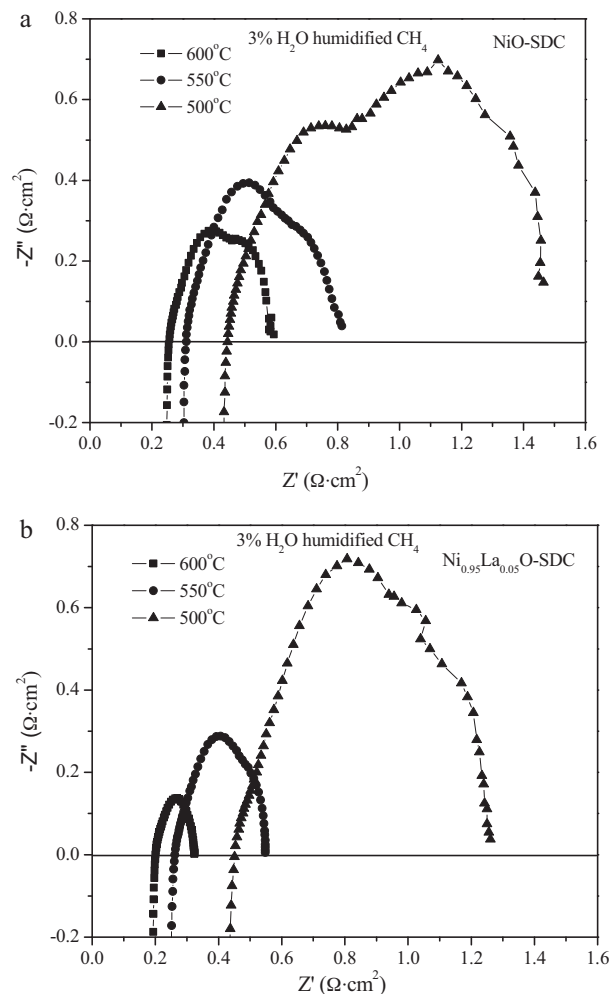 a
3% H₂O humidified CH₄
NiO-SDC
600°C
550°C
500°C
0.8
0.6
0.4
0.2
0.0
-0.2
-Z'' (Ω·cm²)
0.0 0.2 0.4 0.6 0.8 1.0 1.2 1.4 1.6
Z' (Ω·cm²)
b
3% H₂O humidified CH₄
Ni₀.₉₅La₀.₀₅O-SDC
600°C
550°C
500°C
0.8
0.6
0.4
0.2
0.0
-0.2
-Z'' (Ω·cm²)
0.0 0.2 0.4 0.6 0.8 1.0 1.2 1.4 1.6
Z' (Ω·cm²)